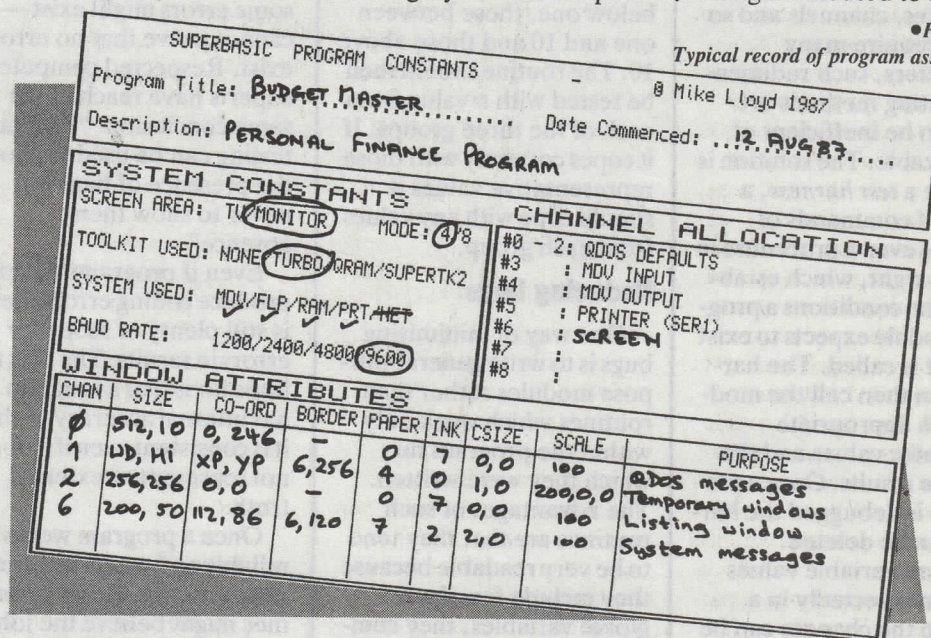 Typical record of program as
SUPERBASIC PROGRAM CONSTANTS
@ Mike Lloyd 1987
Program Title: BUDGET MASTER
Date Commenced: 12 AUG 87
Description: PERSONAL FINANCE PROGRAM
SYSTEM CONSTANTS
SCREEN AREA: TV/MONITOR MODE: 4/8
TOOLKIT USED: NONE/TURBO/QRAM/SUPERTK2
SYSTEM USED: MDV/FLP/RAM/PRT/NET
BAUD RATE: 1200/2400/4800/9600
CHANNEL ALLOCATION
#0 - 2: QDOS DEFAULTS
#3 : MDV INPUT
#4 : MDV OUTPUT
#5 : PRINTER (SER1)
#6 : SCREEN
#7 :
#8 :
WINDOW ATTRIBUTES
CHAN SIZE CO-ORD BORDER PAPER INK CSIZE SCALE PURPOSE
Ø 512,10 0,246 - 0 7 0,0 100 QDOS messages
1 WD,HI XP,YP 6,256 4 0 1,0 200,0,0 Temporary windows
2 256,256 0 7 0,0 100 Listing window
6 200,50 112,86 6,120 7 2 2,0 100 System messages